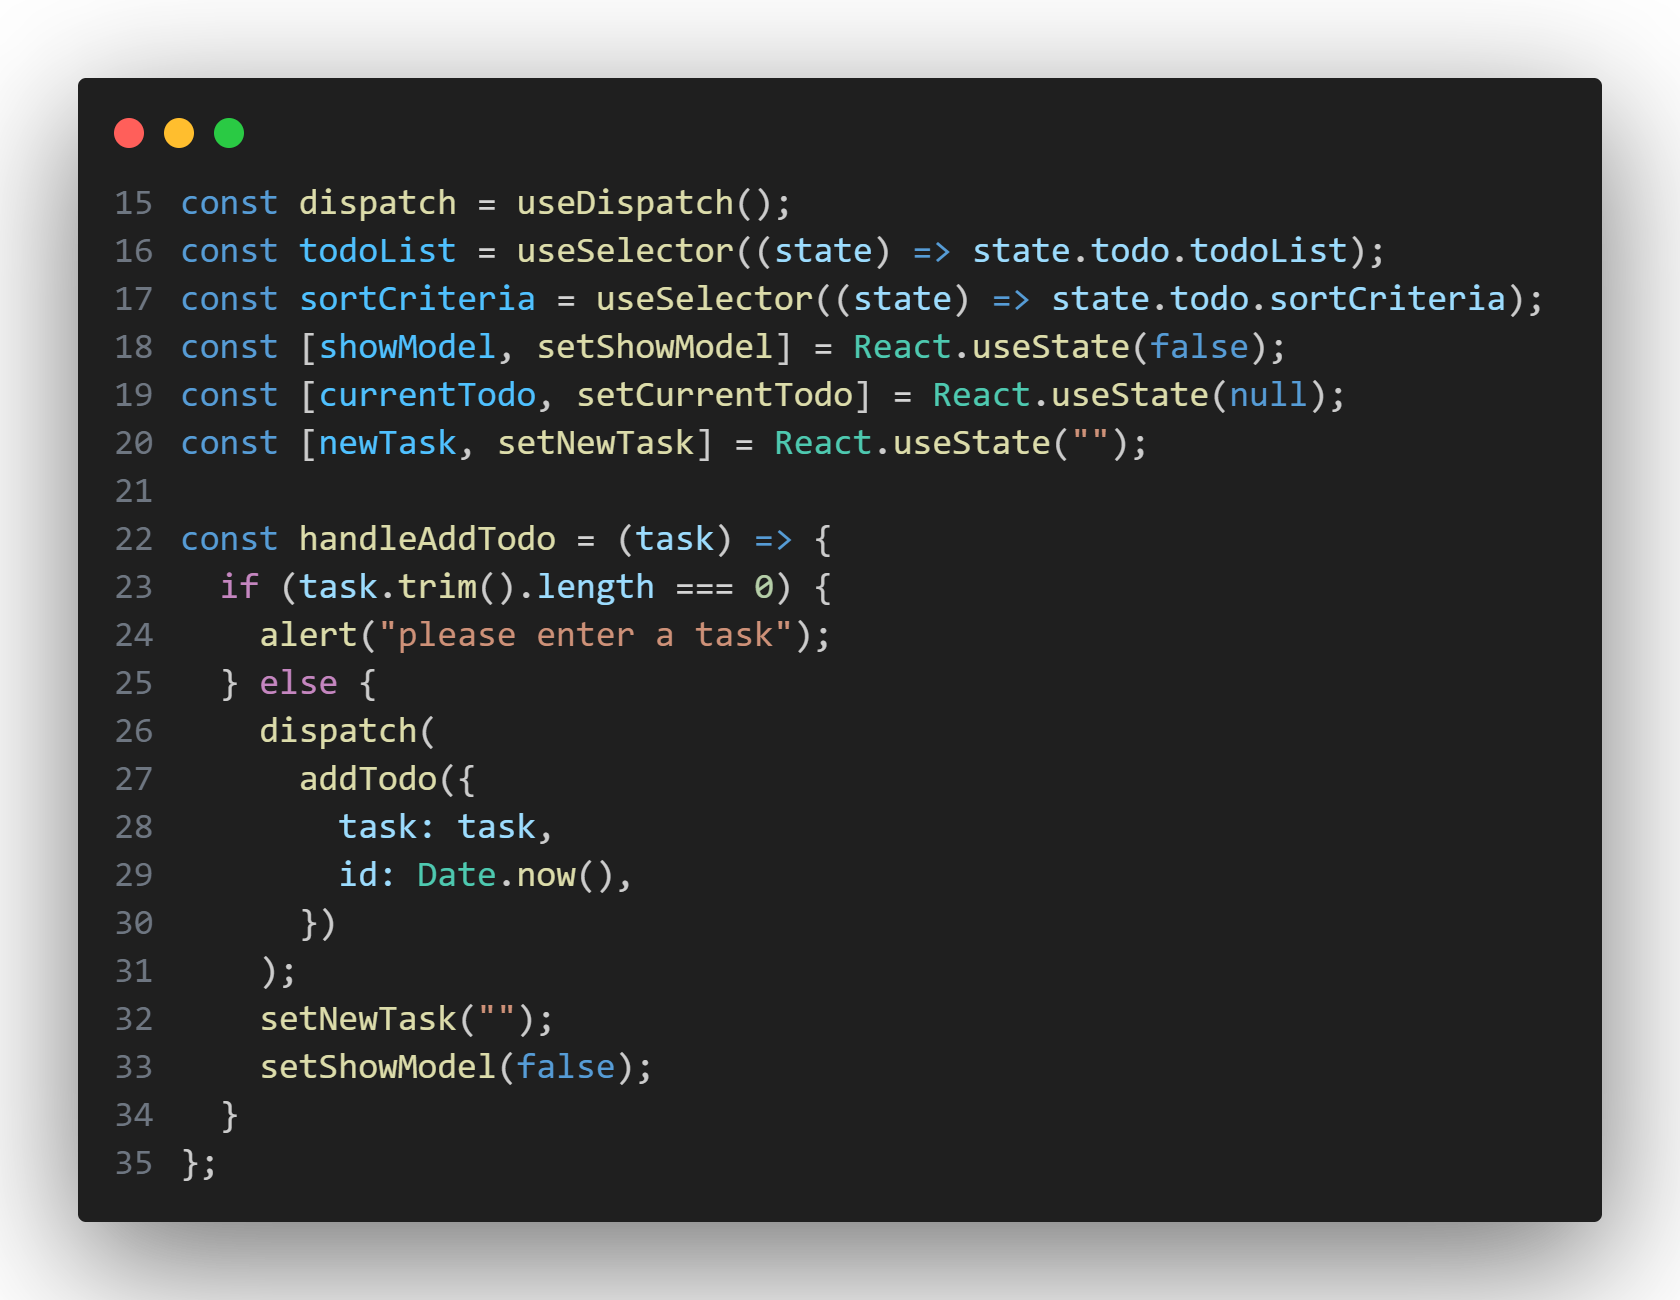 15 const dispatch = useDispatch();
16 const todoList = useSelector((state) => state.todo.todoList);
17 const sortCriteria = useSelector((state) => state.todo.sortCriteria);
18 const [showModel, setShowModel] = React.useState(false);
19 const [currentTodo, setCurrentTodo] = React.useState(null);
20 const [newTask, setNewTask] = React.useState("");
21
22 const handleAddTodo = (task) => {
23   if (task.trim().length === 0) {
24     alert("please enter a task");
25   } else {
26     dispatch(
27       addTodo({
28         task: task,
29         id: Date.now(),
30       })
31     );
32     setNewTask("");
33     setShowModel(false);
34   }
35 };